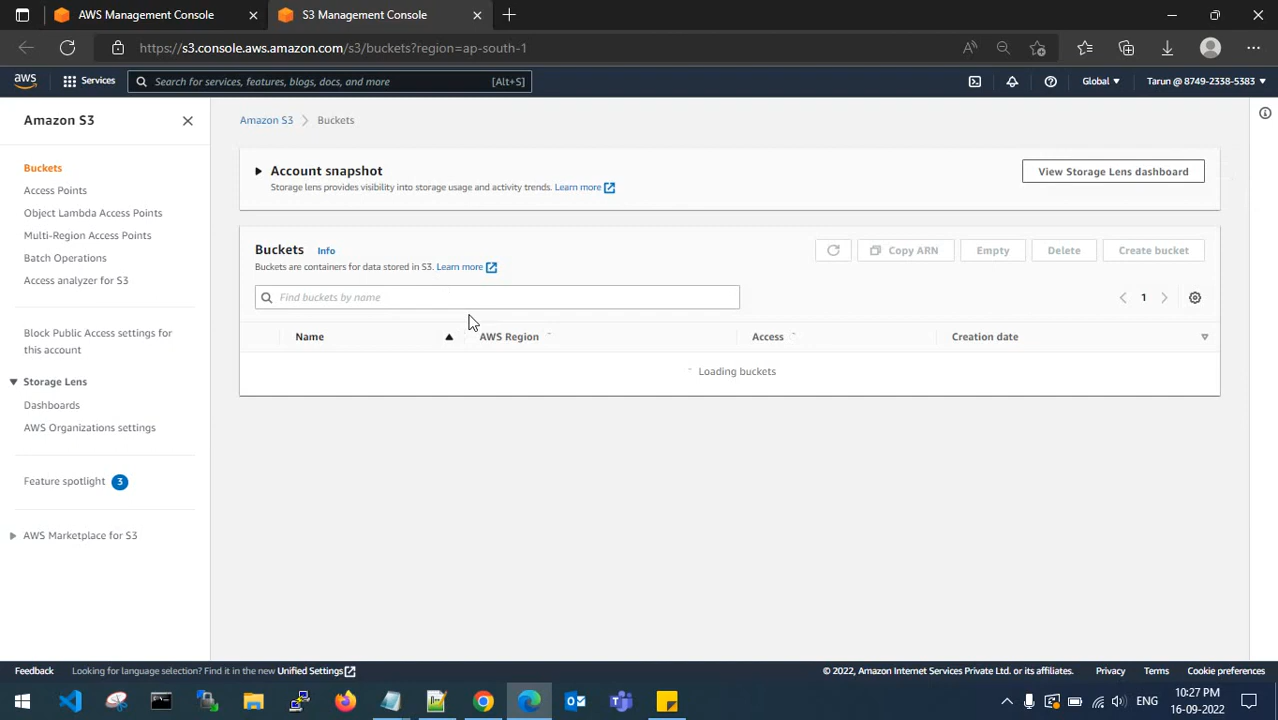 AWS Management Console
S3 Management Console
https://s3.console.aws.amazon.com/s3/buckets?region=ap-south-1
aws
Services
Search for services, features, blogs, docs, and more
[Alt+S]
Global
Tarun @ 8749-2338-5383
Amazon S3
Buckets
Access Points
Object Lambda Access Points
Multi-Region Access Points
Batch Operations
Access analyzer for S3
Block Public Access settings for
this account
Storage Lens
Dashboards
AWS Organizations settings
Feature spotlight 3
AWS Marketplace for S3
Amazon S3 > Buckets
Account snapshot
Storage lens provides visibility into storage usage and activity trends. Learn more
View Storage Lens dashboard
Buckets Info
Buckets are containers for data stored in S3. Learn more
Copy ARN
Empty
Delete
Create bucket
Find buckets by name
1
Name
AWS Region
Access
Creation date
Loading buckets
Feedback
Looking for language selection? Find it in the new Unified Settings
© 2022, Amazon Internet Services Private Ltd. or its affiliates.
Privacy
Terms
Cookie preferences
ENG
10:27 PM
16-09-2022